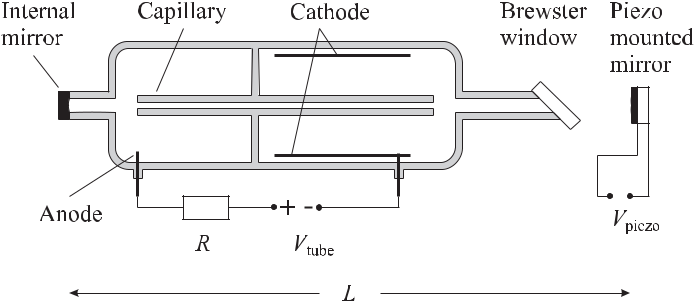 Internal
mirror
Capillary
Cathode
Brewster
window
Piezo
mounted
mirror
Anode
R
+ -
V tube
V piezo
L